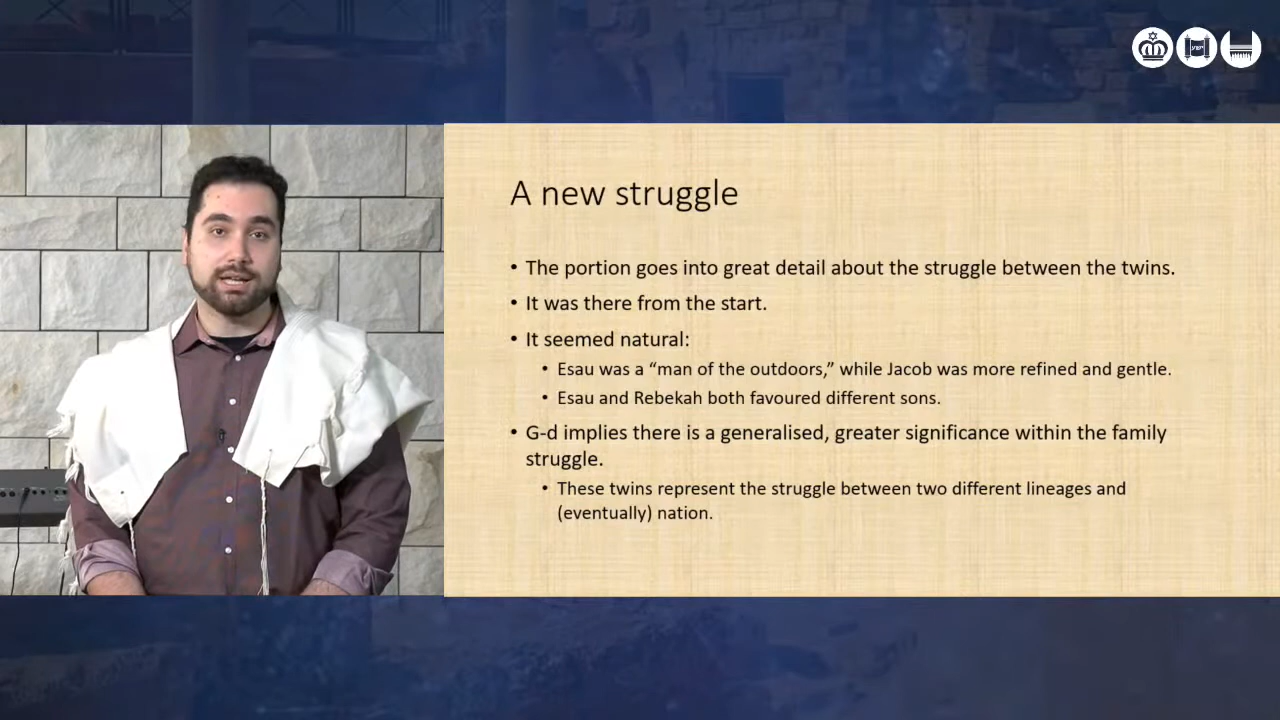 A new struggle
• The portion goes into great detail about the struggle between the twins.
• It was there from the start.
• It seemed natural:
• Esau was a “man of the outdoors,” while Jacob was more refined and gentle.
• Esau and Rebekah both favoured different sons.
• G-d implies there is a generalised, greater significance within the family
struggle.
• These twins represent the struggle between two different lineages and
(eventually) nation.